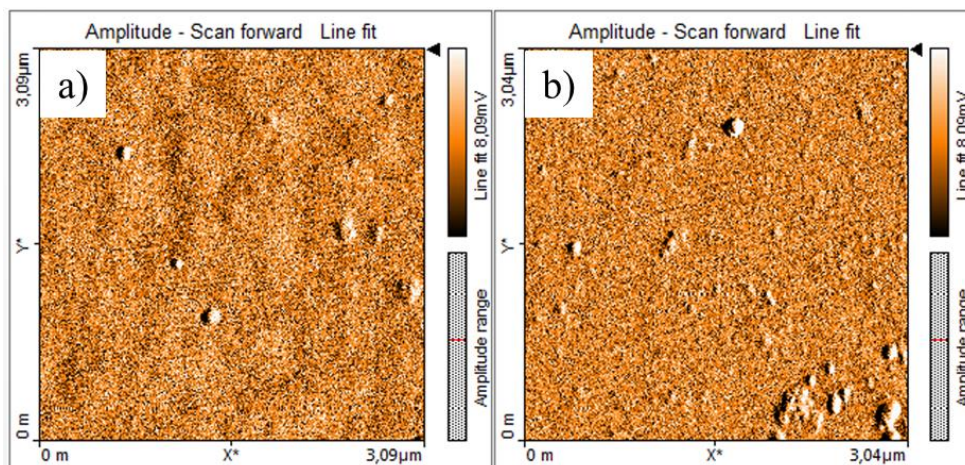 Amplitude - Scan forward Line fit
a)
3,09µm
Y*
0 m
0 m
X*
3,09µm
Line fit 8,09mV
Amplitude range
Amplitude - Scan forward Line fit
b)
3,04µm
Y*
0 m
0 m
X*
3,04µm
Line fit 8,09mV
Amplitude range